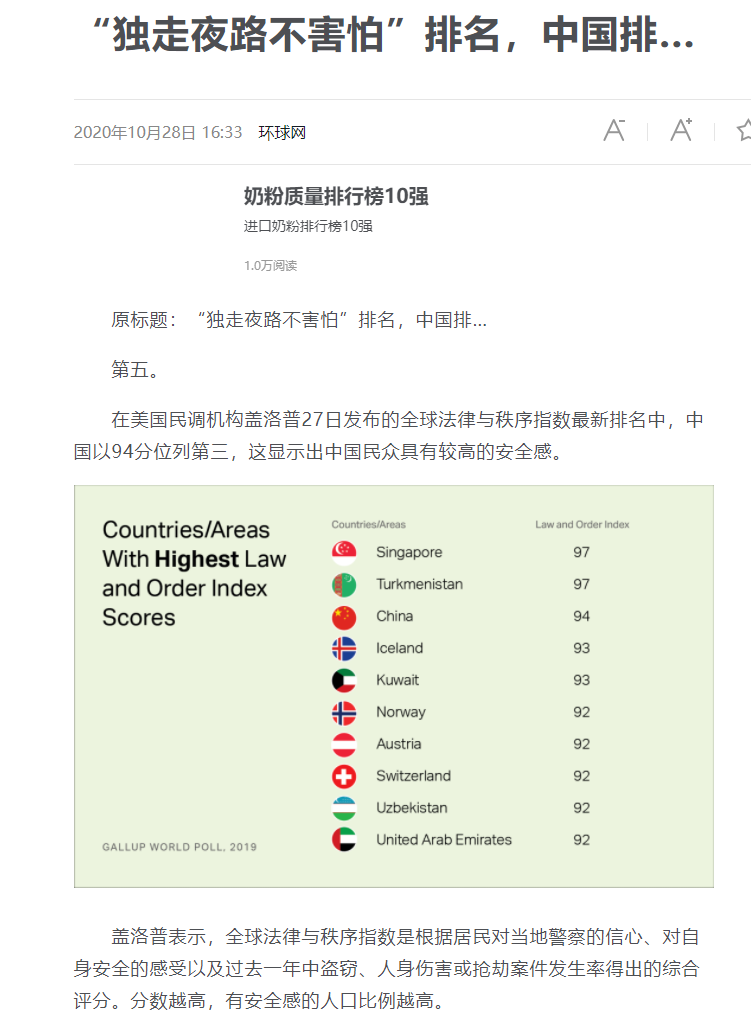 “独走夜路不害怕”排名，中国排...
2020年10月28日 16:33 环球网
A- A+
奶粉质量排行榜10强
进口奶粉排行榜10强
1.0万阅读
原标题：“独走夜路不害怕”排名，中国排...
第五。
在美国民调机构盖洛普27日发布的全球法律与秩序指数最新排名中，中
国以94分位列第三，这显示出中国民众具有较高的安全感。
Countries/Areas
With Highest Law
and Order Index
Scores
Countries/Areas Law and Order Index
Singapore 97
Turkmenistan 97
China 94
Iceland 93
Kuwait 93
Norway 92
Austria 92
Switzerland 92
Uzbekistan 92
United Arab Emirates 92
GALLUP WORLD POLL, 2019
盖洛普表示，全球法律与秩序指数是根据居民对当地警察的信心、对自
身安全的感受以及过去一年中盗窃、人身伤害或抢劫案件发生率得出的综合
评分。分数越高，有安全感的人口比例越高。